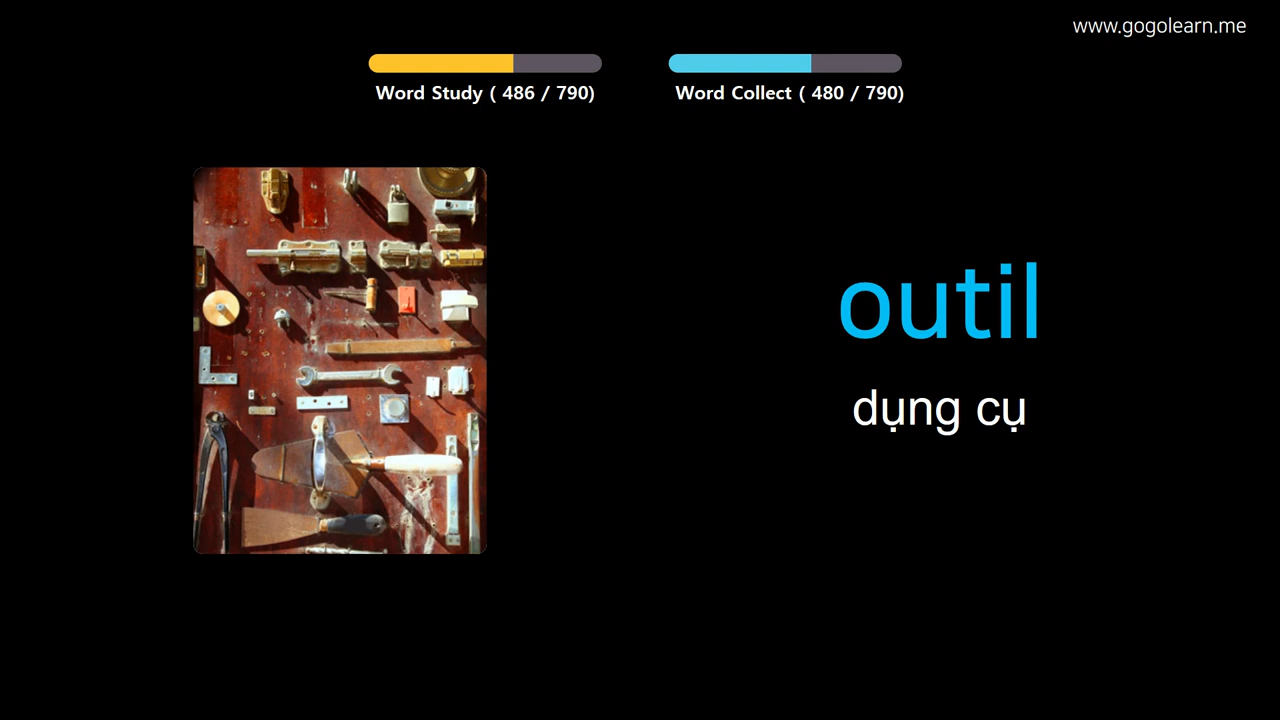 www.gogolearn.me
Word Study ( 486 / 790)
Word Collect ( 480 / 790)
outil
dụng cụ